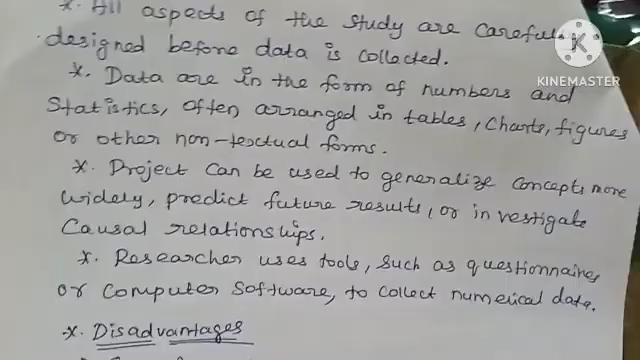 *. All aspects of the study are carefully
designed before data is collected.
*. Data are in the form of numbers and
statistics, often arranged in tables, charts, figures
or other non-textual forms.
*. Project can be used to generalize concepts more
widely, predict future results, or investigate
causal relationships.
*. Researcher uses tools, such as questionnaires
or computer software, to collect numerical data.
*. Disadvantages
K
KINEMASTER